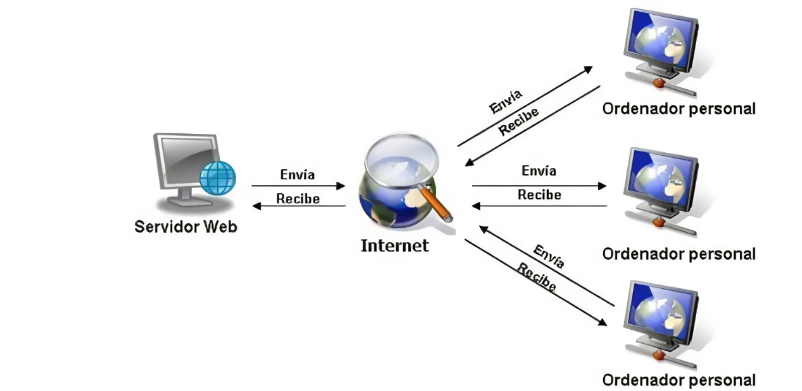 Envía
Recibe
Ordenador personal
Envía
Recibe
Servidor Web
Envía
Recibe
Internet
Ordenador personal
Envía
Recibe
Ordenador personal